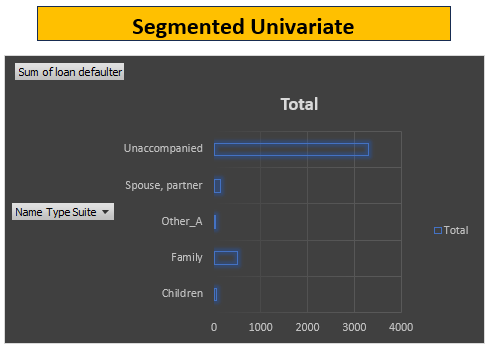 Segmented Univariate
Sum of loan defaulter
Total
Unaccompanied
Spouse, partner
Name Type Suite
Other_A
Total
Family
Children
0 1000 2000 3000 4000